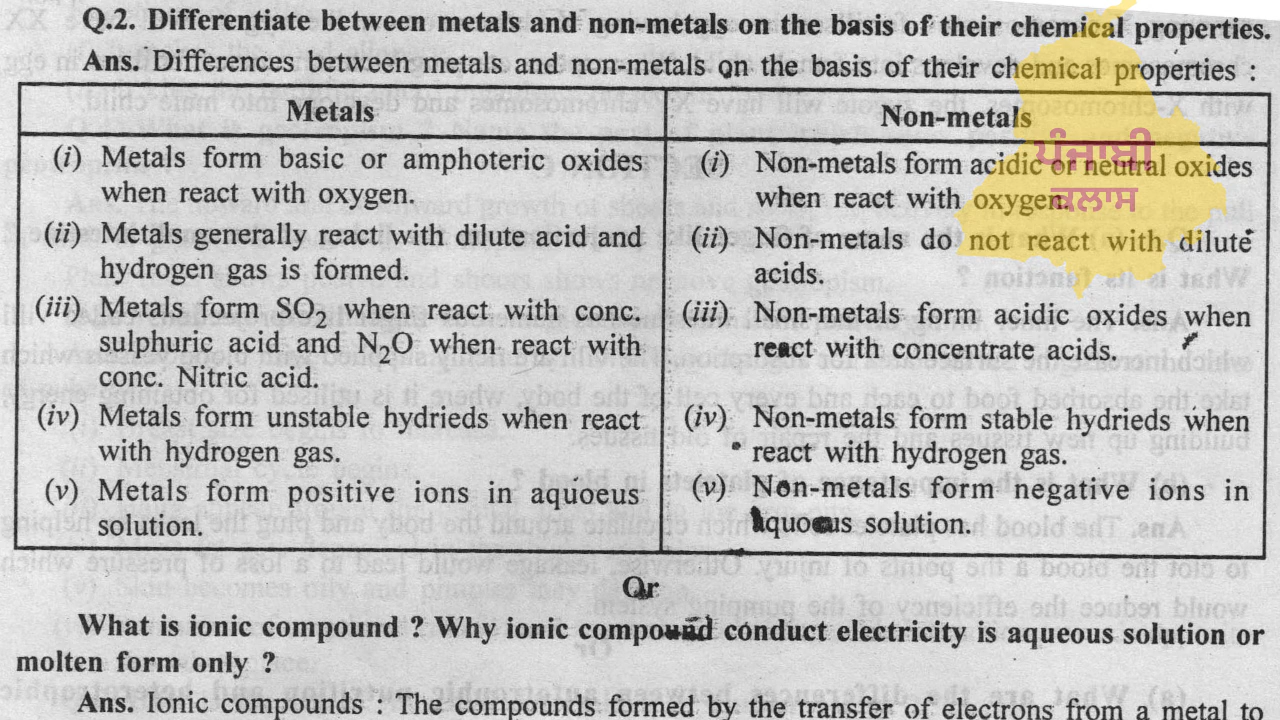 Q.2. Differentiate between metals and non-metals on the basis of their chemical properties.
Ans. Differences between metals and non-metals on the basis of their chemical properties :
Metals
(i) Metals form basic or amphoteric oxides
when react with oxygen.
(ii) Metals generally react with dilute acid and
hydrogen gas is formed.
(iii) Metals form SO₂ when react with conc.
sulphuric acid and N₂O when react with
conc. Nitric acid.
(iv) Metals form unstable hydrieds when react
with hydrogen gas.
(v) Metals form positive ions in aquoeus
solution.
Non-metals
(i) Non-metals form acidic or neutral oxides
when react with oxygen.
(ii) Non-metals do not react with dilute
acids.
(iii) Non-metals form acidic oxides when
react with concentrate acids.
(iv) Non-metals form stable hydrieds when
react with hydrogen gas.
(v) Non-metals form negative ions in
aquoeus solution.
ਪੰਜਾਬੀ
ਕਲਾਸ
Or
What is ionic compound ? Why ionic compound conduct electricity is aqueous solution or
molten form only ?
Ans. Ionic compounds : The compounds formed by the transfer of electrons from a metal to